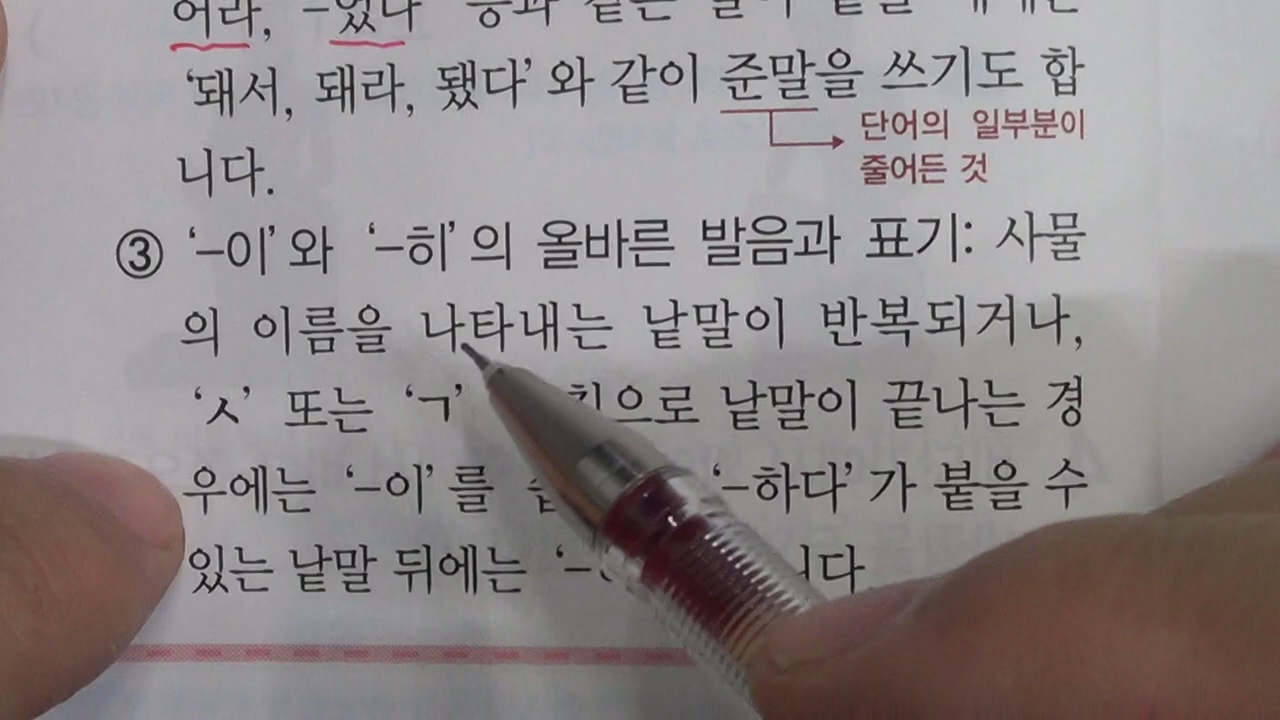 어라, -었다 등과 같은
'돼서, 돼라, 됐다'와 같이 준말을 쓰기도 합
단어의 일부분이
줄어든 것
니다.
③ '-이'와 '-히'의 올바른 발음과 표기: 사물
의 이름을 나타내는 낱말이 반복되거나,
'ㅅ' 또는 'ㄱ' 낱말이 끝나는 경
우에는 '-이'를 '-하다'가 붙을 수
있는 낱말 뒤에는